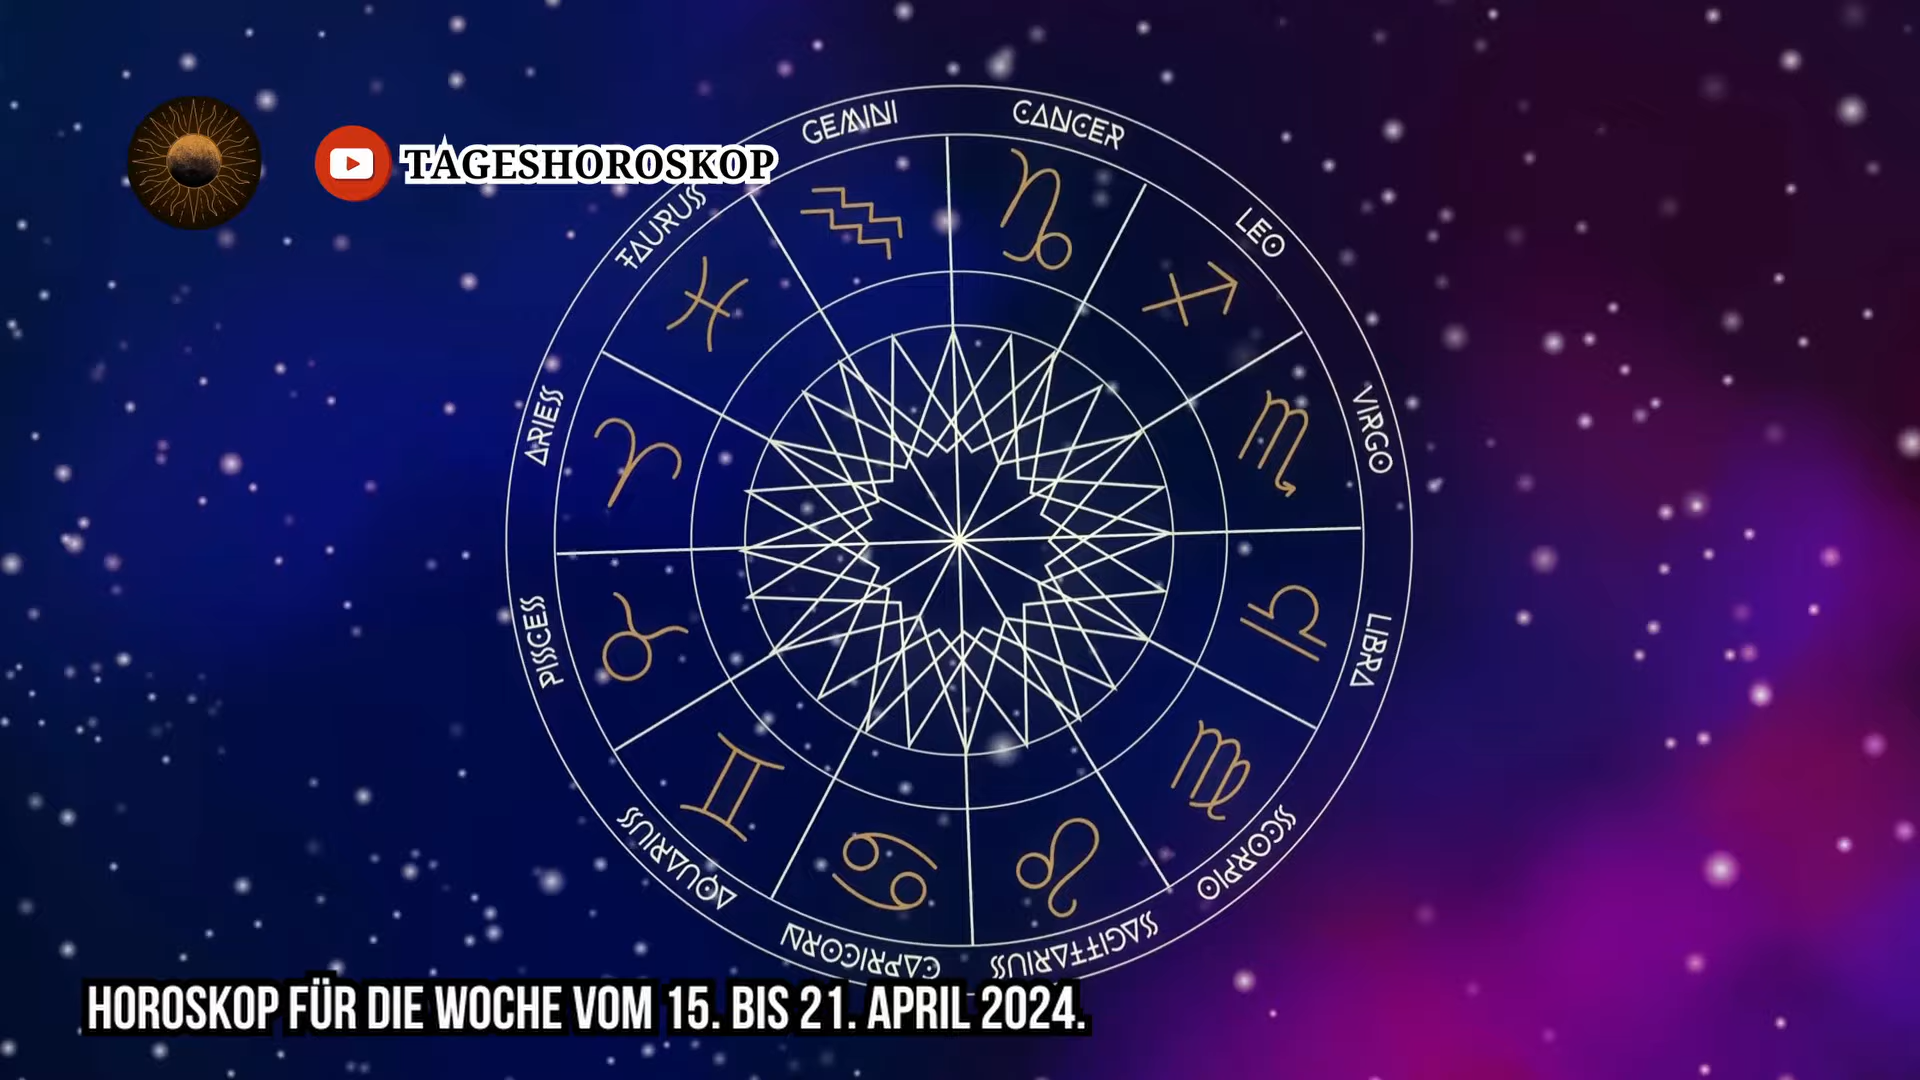 TAGESHOROSKOP
GEMINI
CANCER
LEO
VIRGO
LIBRA
SCORPIO
SAGITTARIUS
CAPRICORN
AQUARIUS
PISCES
ARIES
TAURUS
HOROSKOP FÜR DIE WOCHE VOM 15. BIS 21. APRIL 2024.